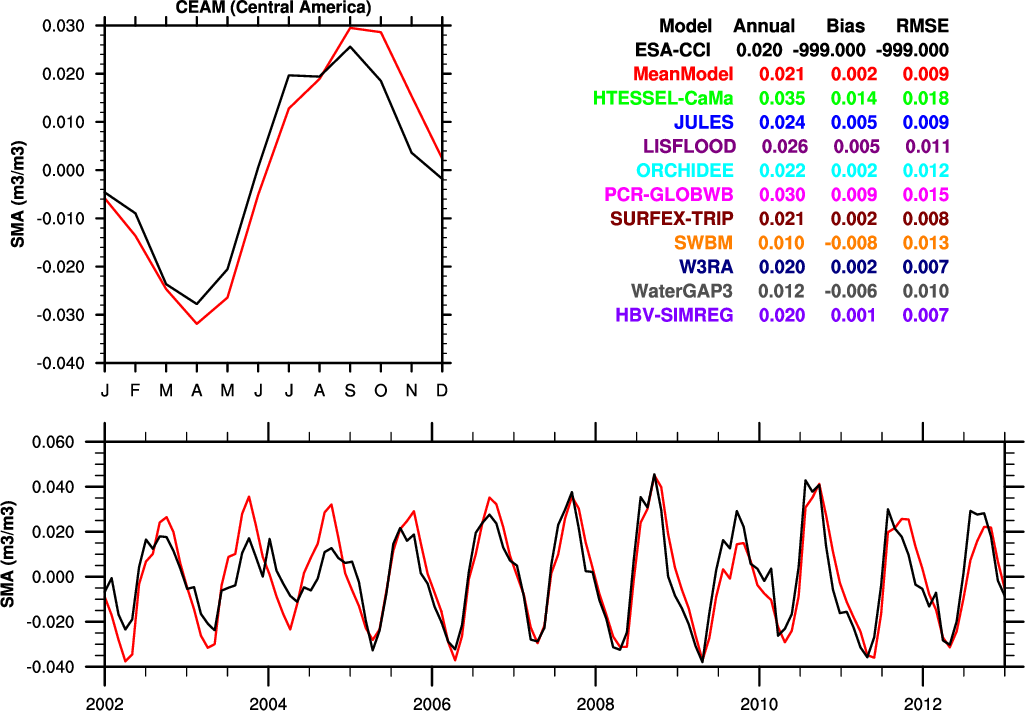 CEAM (Central America)
0.030
0.020
0.010
0.000
-0.010
-0.020
-0.030
-0.040
SMA (m3/m3)
J F M A M J J A S O N D
Model Annual Bias RMSE
ESA-CCI 0.020 -999.000 -999.000
MeanModel 0.021 0.002 0.009
HTESSEL-CaMa 0.035 0.014 0.018
JULES 0.024 0.005 0.009
LISFLOOD 0.026 0.005 0.011
ORCHIDEE 0.022 0.002 0.012
PCR-GLOBWB 0.030 0.009 0.015
SURFEX-TRIP 0.021 0.002 0.008
SWBM 0.010 -0.008 0.013
W3RA 0.020 0.002 0.007
WaterGAP3 0.012 -0.006 0.010
HBV-SIMREG 0.020 0.001 0.007
0.060
0.040
0.020
0.000
-0.020
-0.040
SMA (m3/m3)
2002 2004 2006 2008 2010 2012